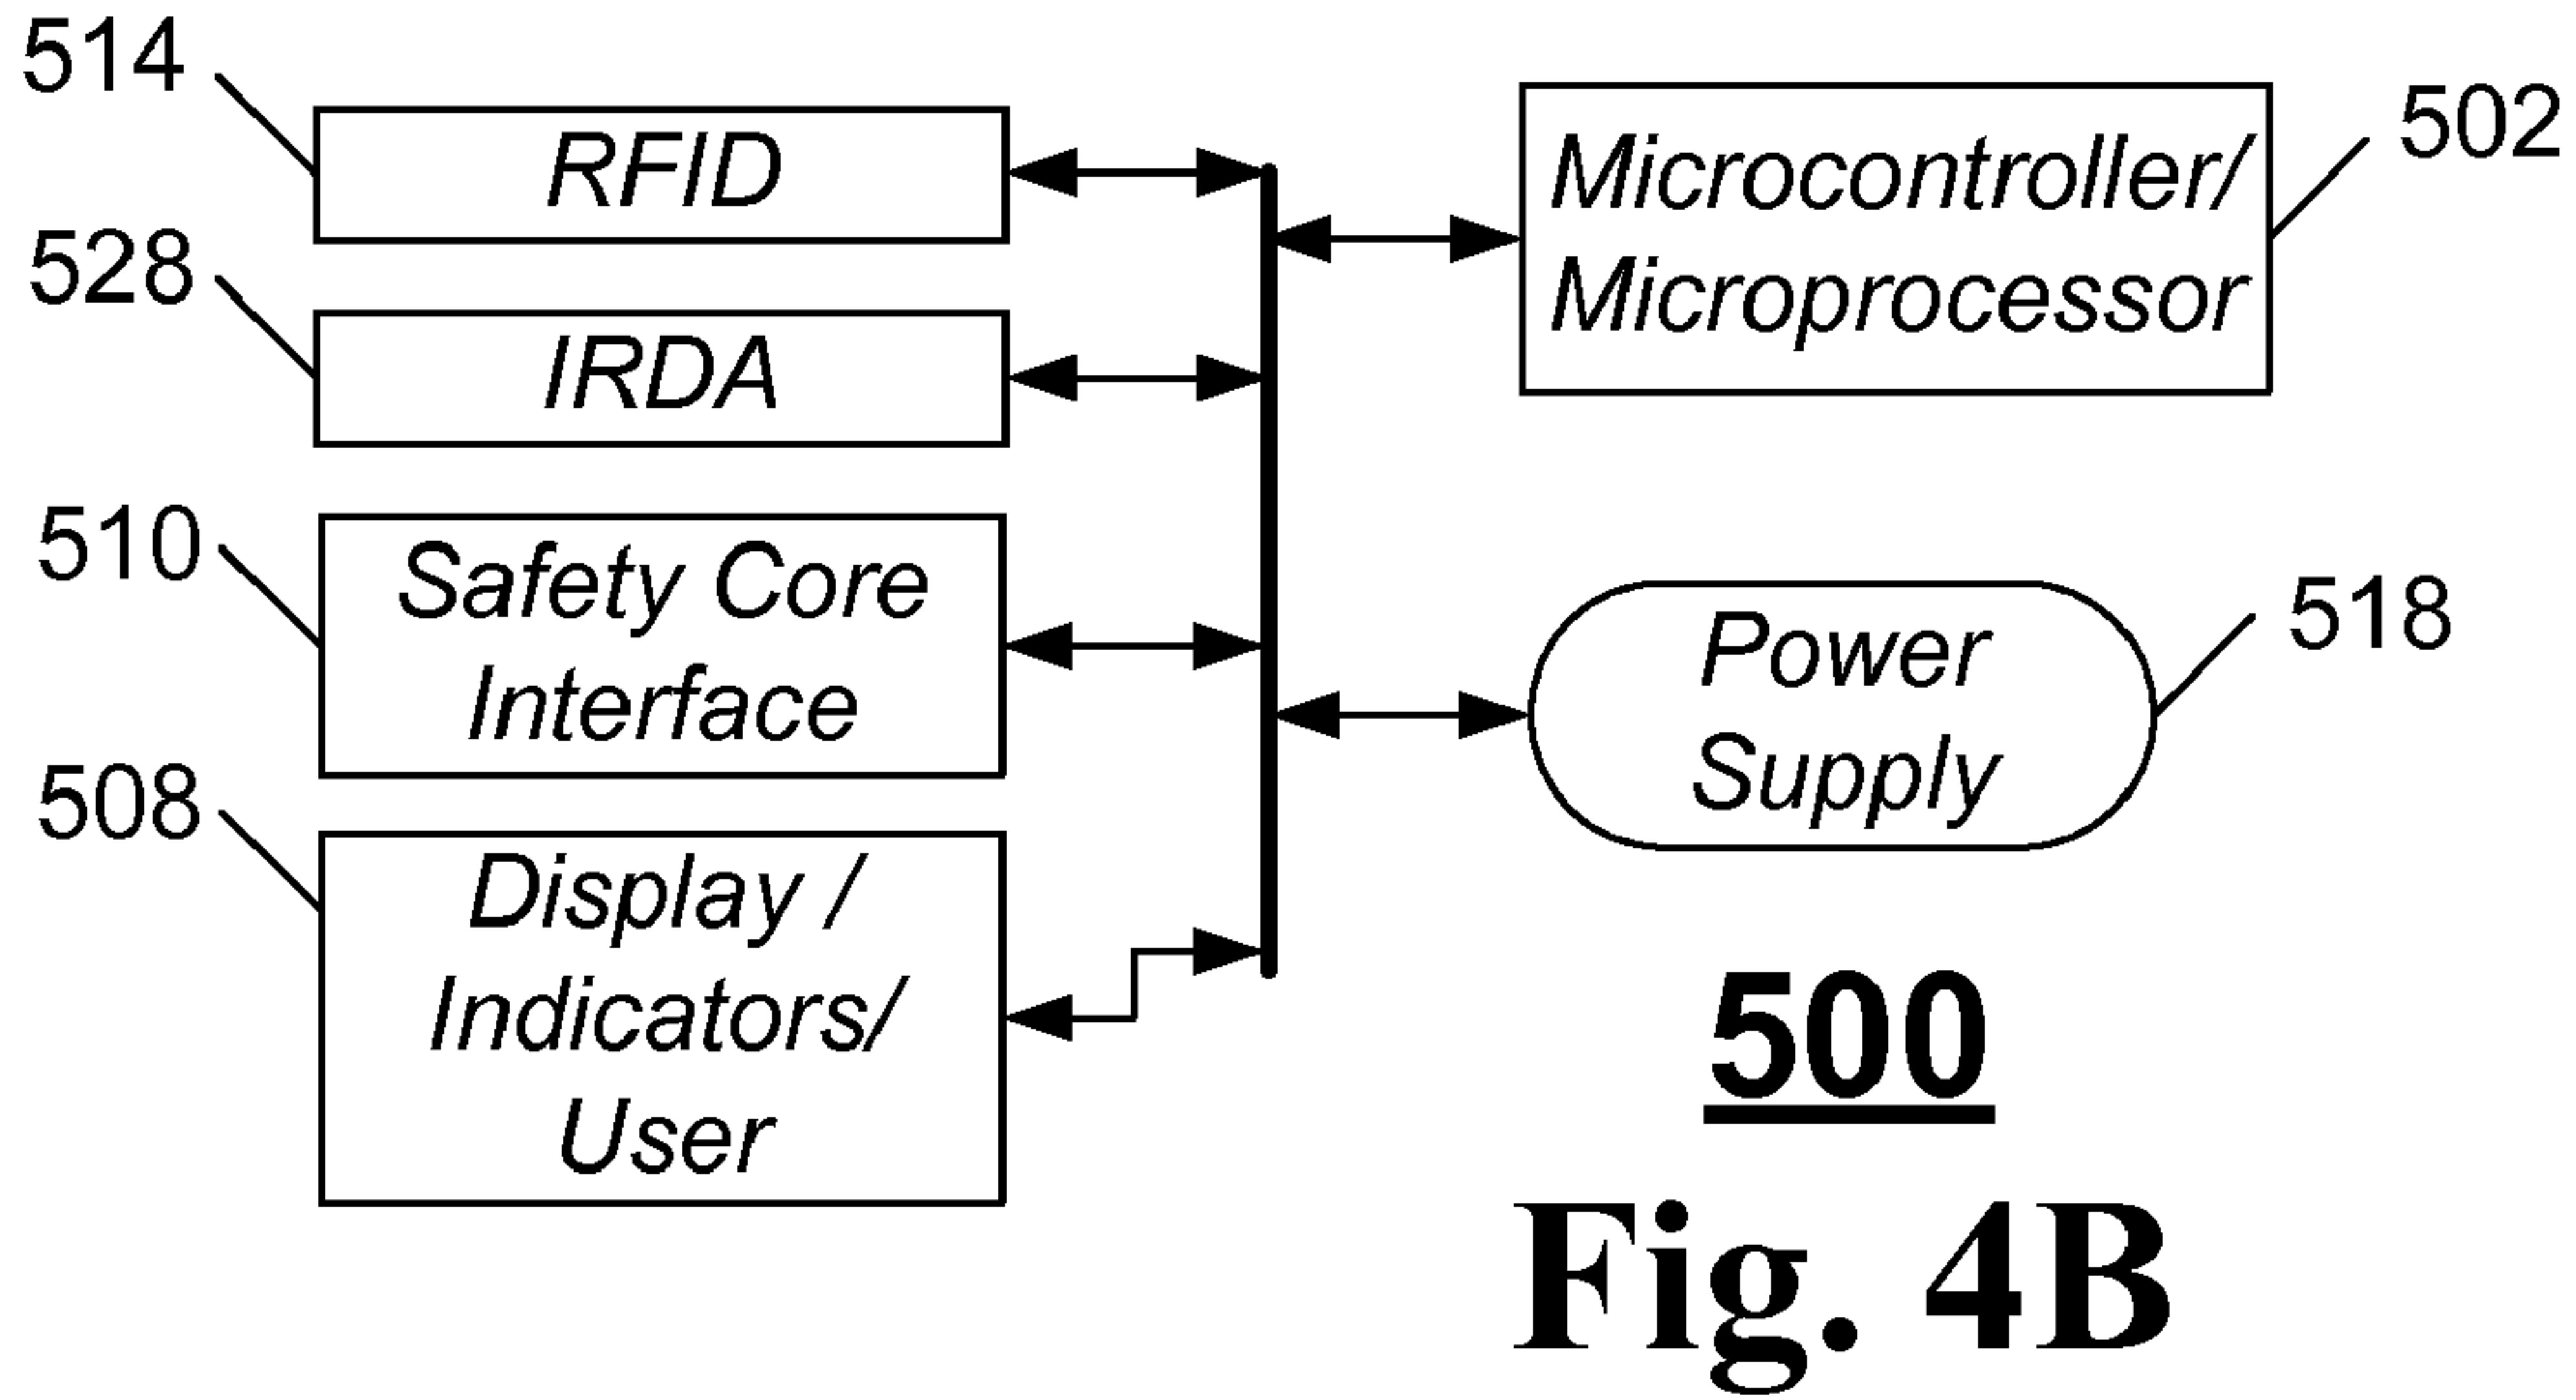 514
RFID
528
IRDA
510
Safety Core
Interface
508
Display /
Indicators/
User
Microcontroller/
Microprocessor
502
Power
Supply
518
500
Fig. 4B